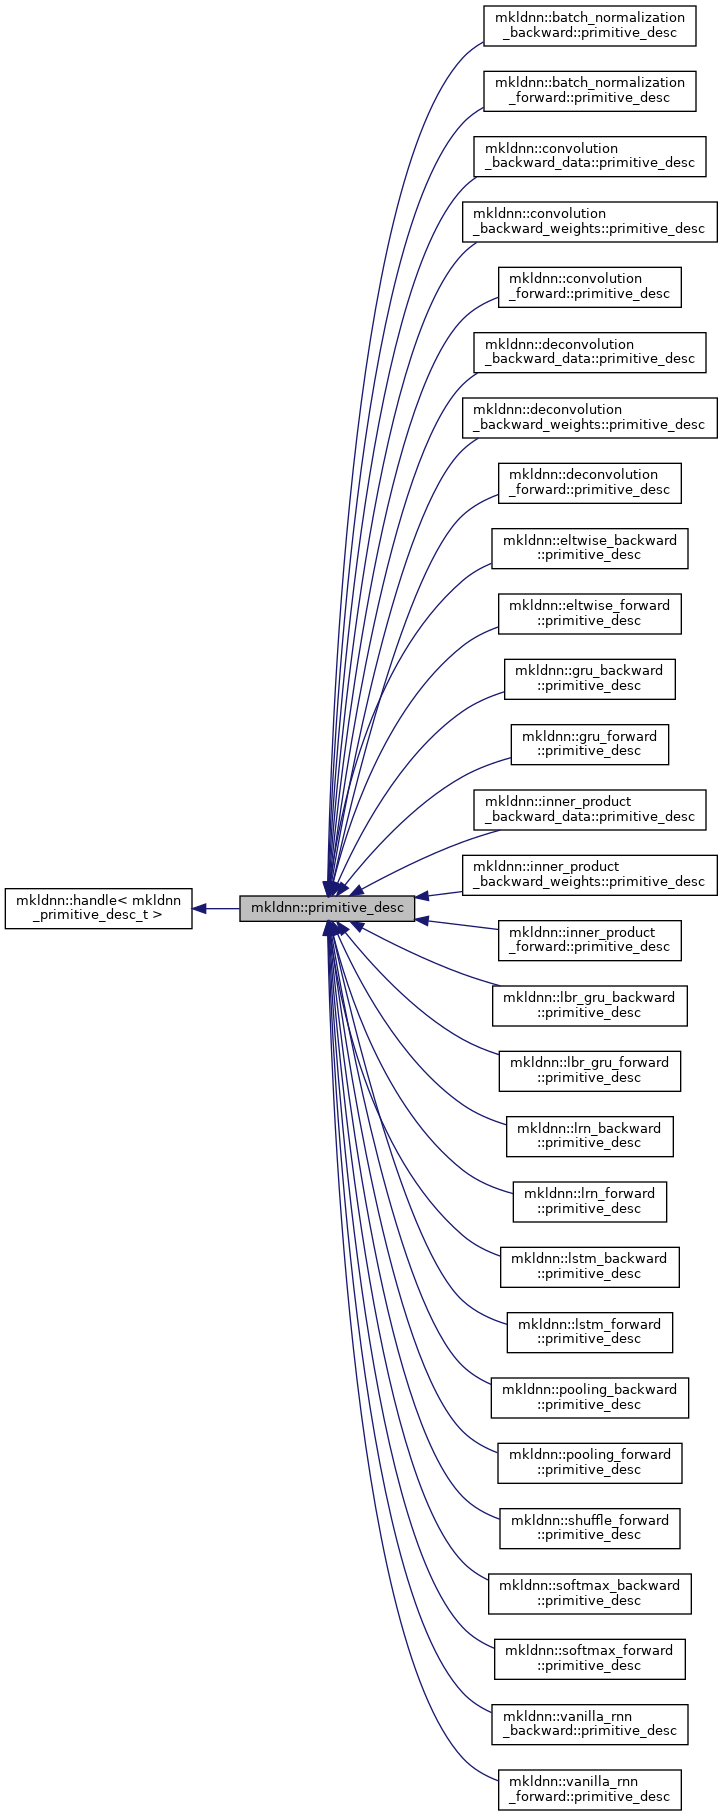 mkldnn::batch_normalization
_backward::primitive_desc
mkldnn::batch_normalization
_forward::primitive_desc
mkldnn::convolution
_backward_data::primitive_desc
mkldnn::convolution
_backward_weights::primitive_desc
mkldnn::convolution
_forward::primitive_desc
mkldnn::deconvolution
_backward_data::primitive_desc
mkldnn::deconvolution
_backward_weights::primitive_desc
mkldnn::deconvolution
_forward::primitive_desc
mkldnn::eltwise_backward
::primitive_desc
mkldnn::eltwise_forward
::primitive_desc
mkldnn::gru_backward
::primitive_desc
mkldnn::gru_forward
::primitive_desc
mkldnn::inner_product
_backward_data::primitive_desc
mkldnn::inner_product
_backward_weights::primitive_desc
mkldnn::handle< mkldnn
_primitive_desc_t >
mkldnn::primitive_desc
mkldnn::inner_product
_forward::primitive_desc
mkldnn::lbr_gru_backward
::primitive_desc
mkldnn::lbr_gru_forward
::primitive_desc
mkldnn::lrn_backward
::primitive_desc
mkldnn::lrn_forward
::primitive_desc
mkldnn::lstm_backward
::primitive_desc
mkldnn::lstm_forward
::primitive_desc
mkldnn::pooling_backward
::primitive_desc
mkldnn::pooling_forward
::primitive_desc
mkldnn::shuffle_forward
::primitive_desc
mkldnn::softmax_backward
::primitive_desc
mkldnn::softmax_forward
::primitive_desc
mkldnn::vanilla_rnn
_backward::primitive_desc
mkldnn::vanilla_rnn
_forward::primitive_desc